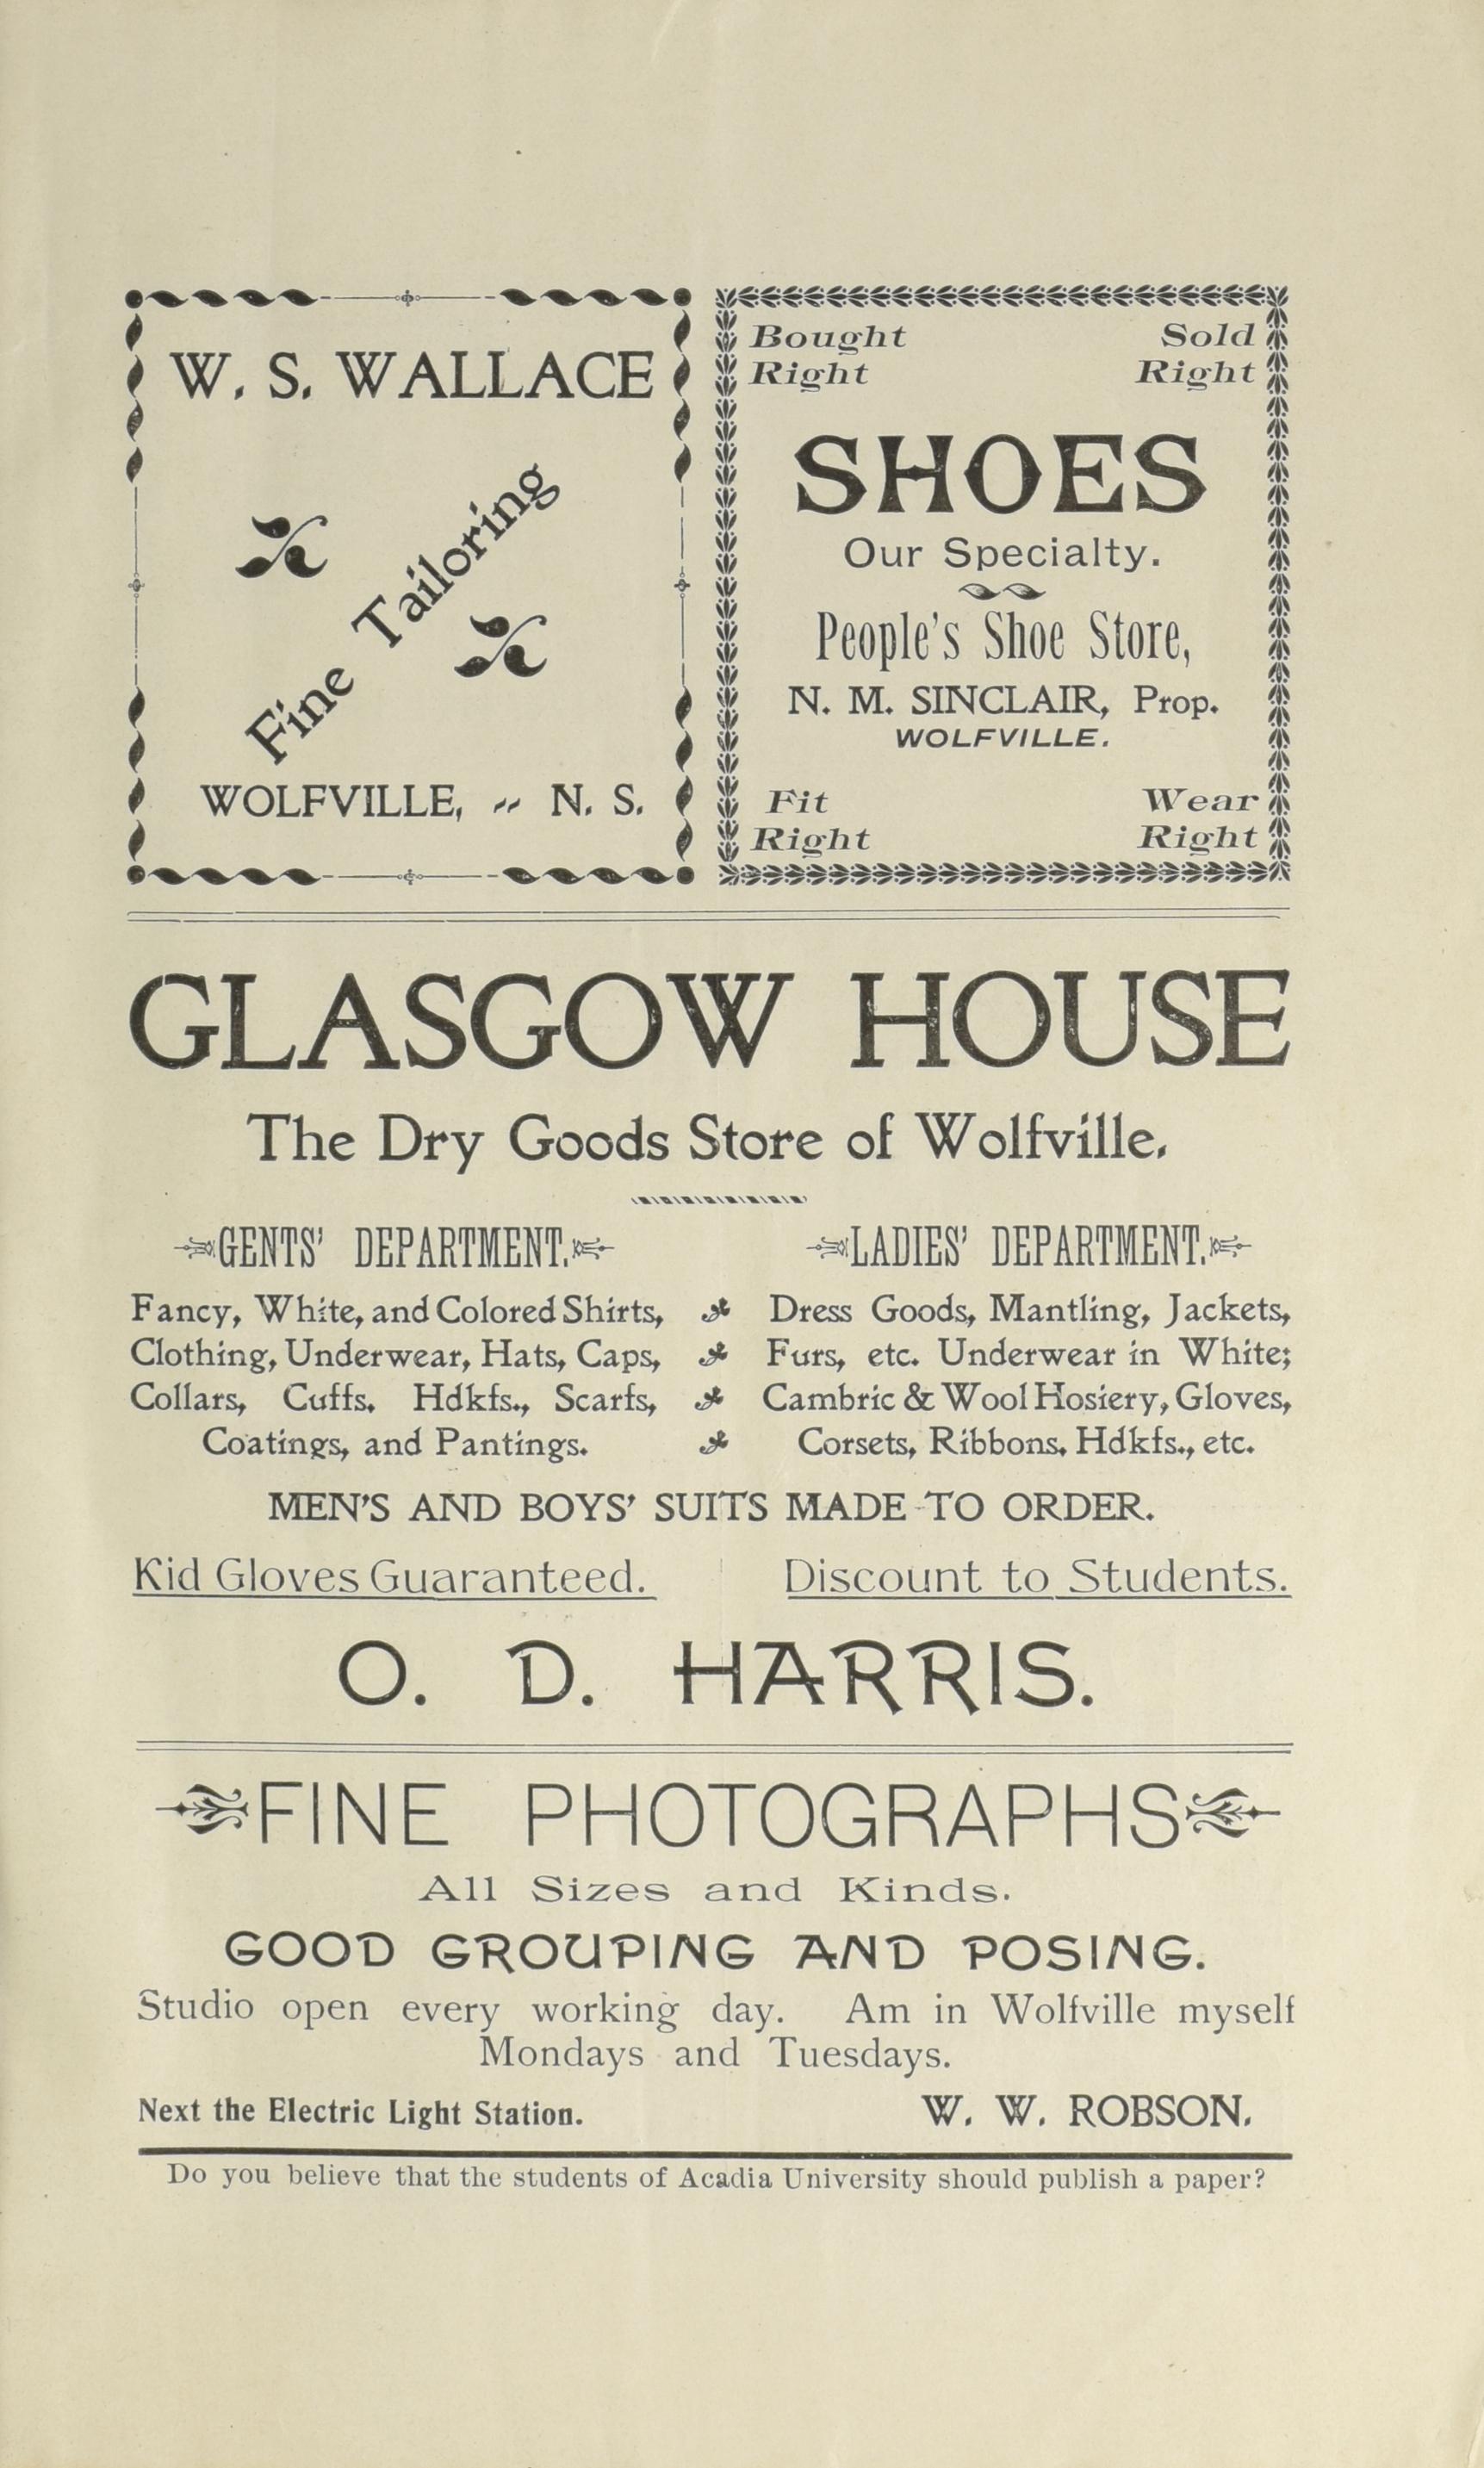 W. S. WALLACE
Fine Tailoring
WOLFVILLE, „ N. S.
Bought Right
Sold Right
SHOES
Our Specialty.
People's Shoe Store,
N. M. SINCLAIR, Prop.
WOLFVILLE.
Fit Right
Wear Right
GLASGOW HOUSE
The Dry Goods Store of Wolfville.
GENTS' DEPARTMENT.
Fancy, White, and Colored Shirts,
Clothing, Underwear, Hats, Caps,
Collars, Cuffs, Hdkfs., Scarfs,
Coatings, and Pantings.
LADIES' DEPARTMENT.
Dress Goods, Mantling, Jackets,
Furs, etc. Underwear in White;
Cambric & Wool Hosiery, Gloves,
Corsets, Ribbons, Hdkfs., etc.
MEN'S AND BOYS' SUITS MADE TO ORDER.
Kid Gloves Guaranteed. Discount to Students.
O. D. HARRIS.
FINE PHOTOGRAPHS
All Sizes and Kinds.
GOOD GROUPING AND POSING.
Studio open every working day. Am in Wolfville myself
Mondays and Tuesdays.
Next the Electric Light Station. W. W. ROBSON.
Do you believe that the students of Acadia University should publish a paper?